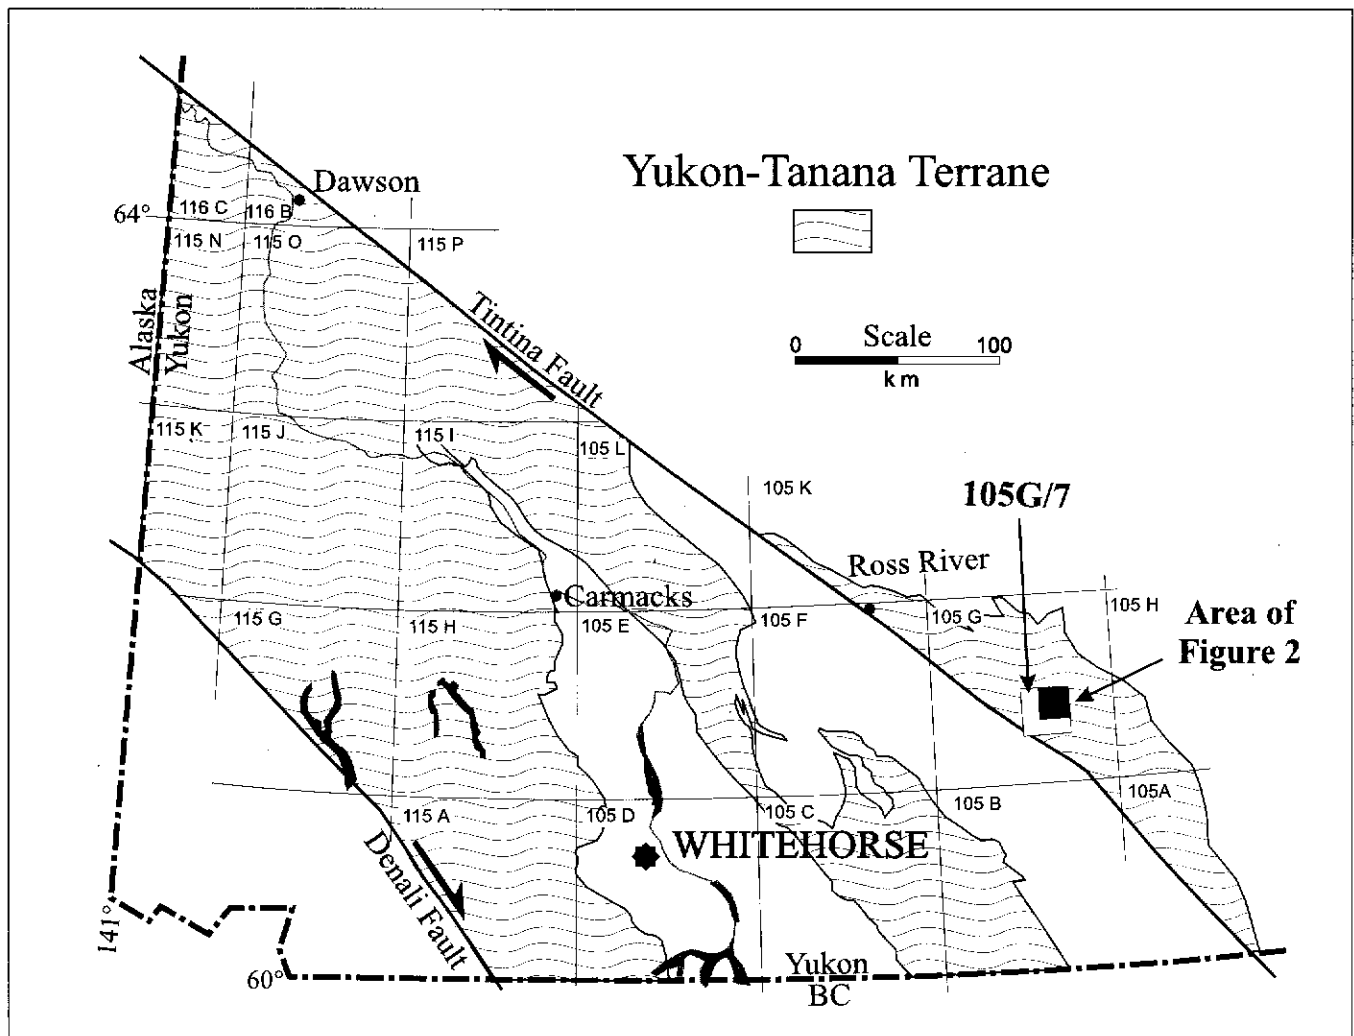 Yukon-Tanana Terrane
Dawson
64°
116 C
116 B
115 N
115 O
115 P
Alaska
Yukon
Tintina Fault
Scale
0
100
km
115 K
115 J
115 I
105 L
105 K
105G/7
Ross River
Carmacks
115 G
115 H
105 E
105 F
105 G
105 H
Area of
Figure 2
115 A
105 D
105 C
105 B
105A
WHITEHORSE
Denali Fault
141°
60°
Yukon
BC